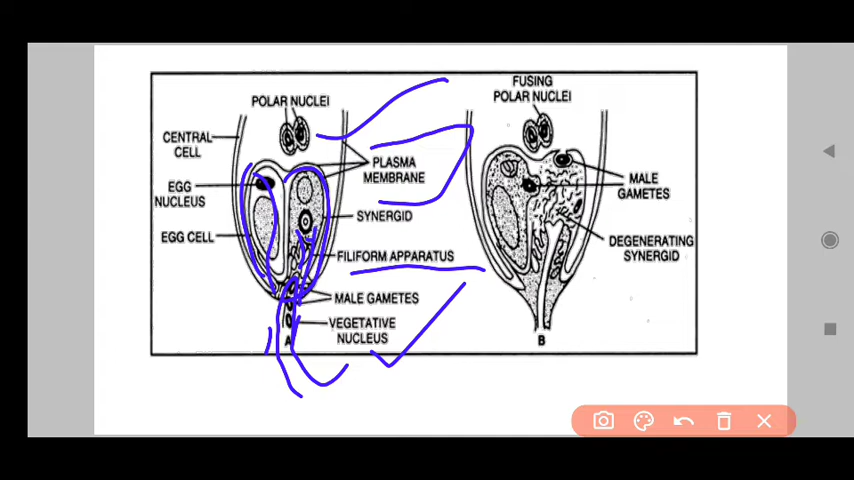 POLAR NUCLEI
CENTRAL
CELL
PLASMA
MEMBRANE
EGG
NUCLEUS
SYNERGID
EGG CELL
FILIFORM APPARATUS
MALE GAMETES
VEGETATIVE
NUCLEUS
A
FUSING
POLAR NUCLEI
MALE
GAMETES
DEGENERATING
SYNERGID
B